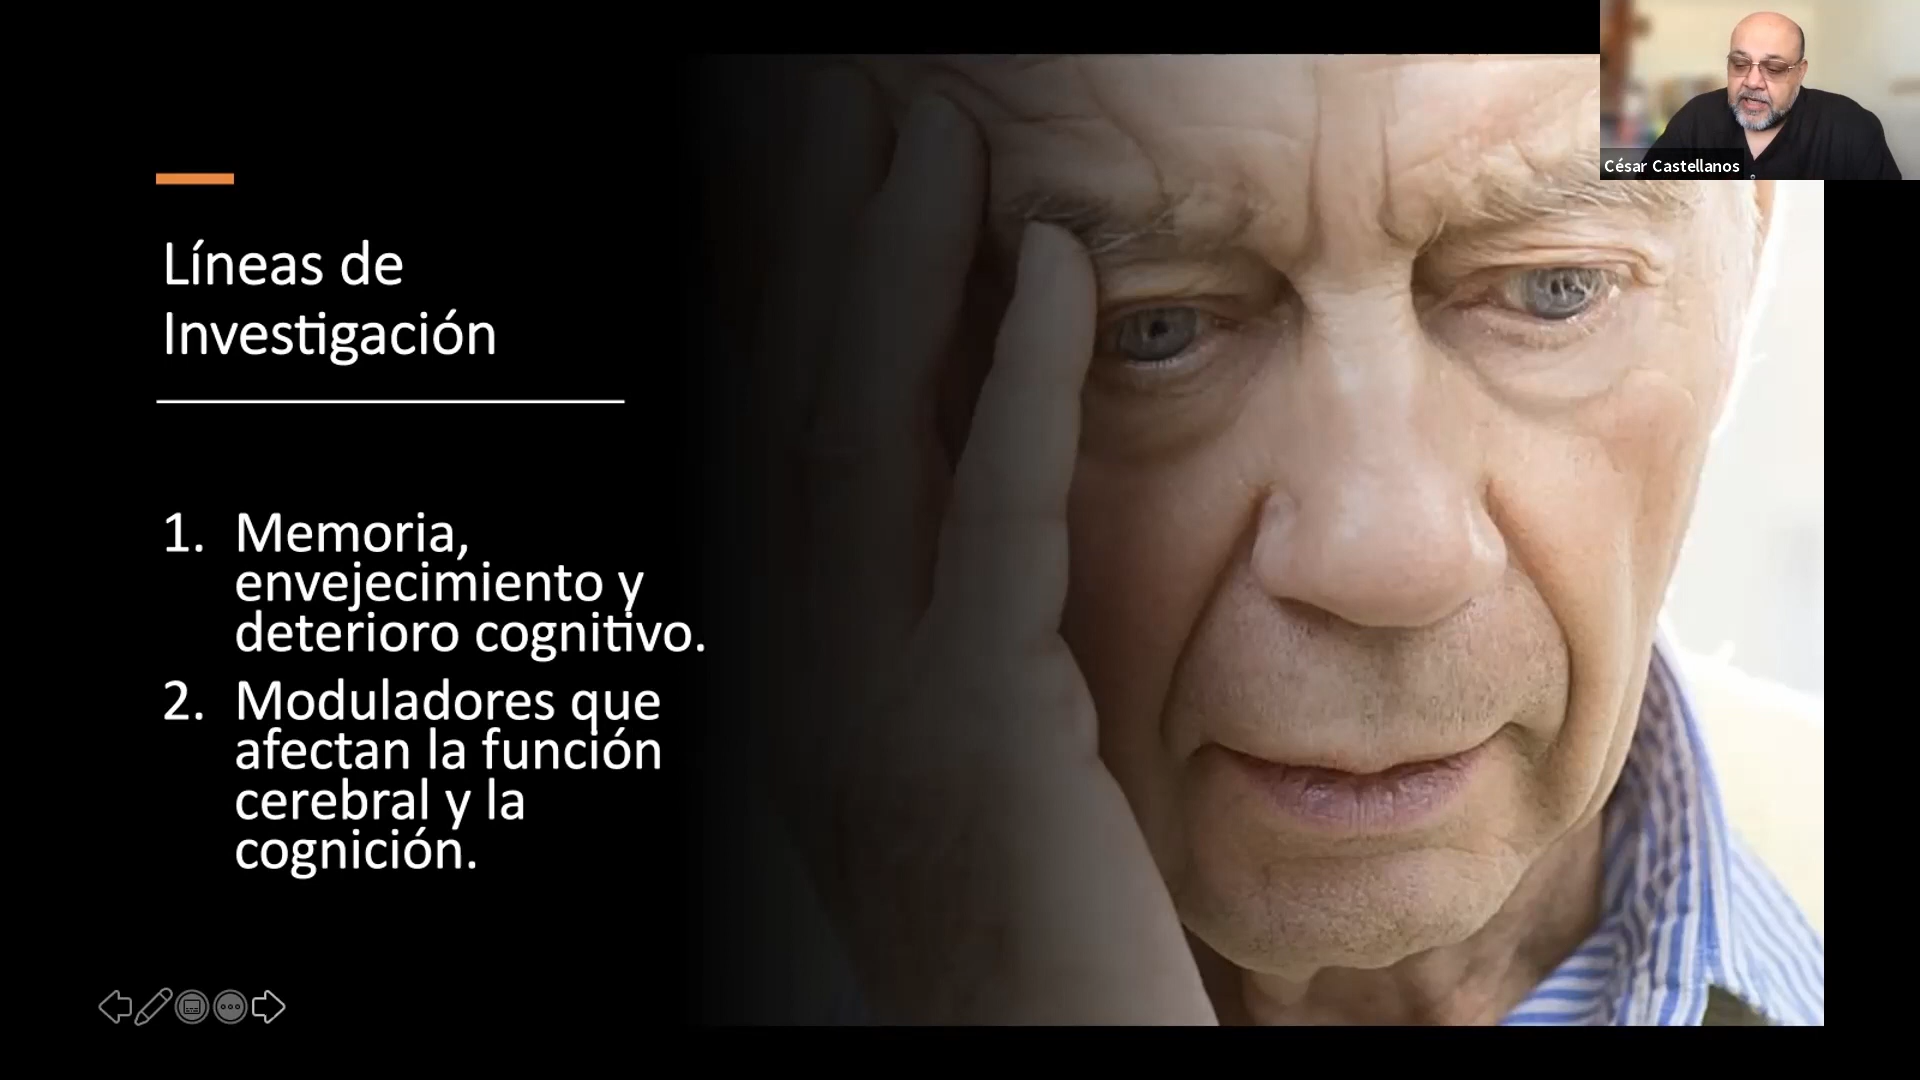 César Castellanos
Líneas de
Investigación
1. Memoria,
envejecimiento y
deterioro cognitivo.
2. Moduladores que
afectan la función
cerebral y la
cognición.